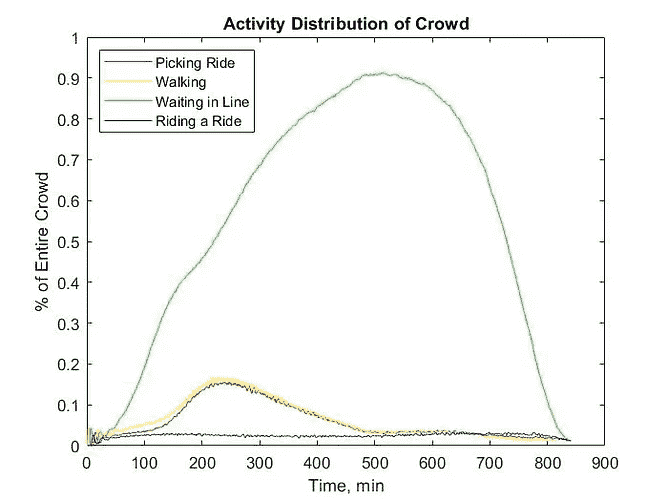 Activity Distribution of Crowd
Picking Ride
Walking
Waiting in Line
Riding a Ride
% of Entire Crowd
1
0.9
0.8
0.7
0.6
0.5
0.4
0.3
0.2
0.1
0
0 100 200 300 400 500 600 700 800 900
Time, min